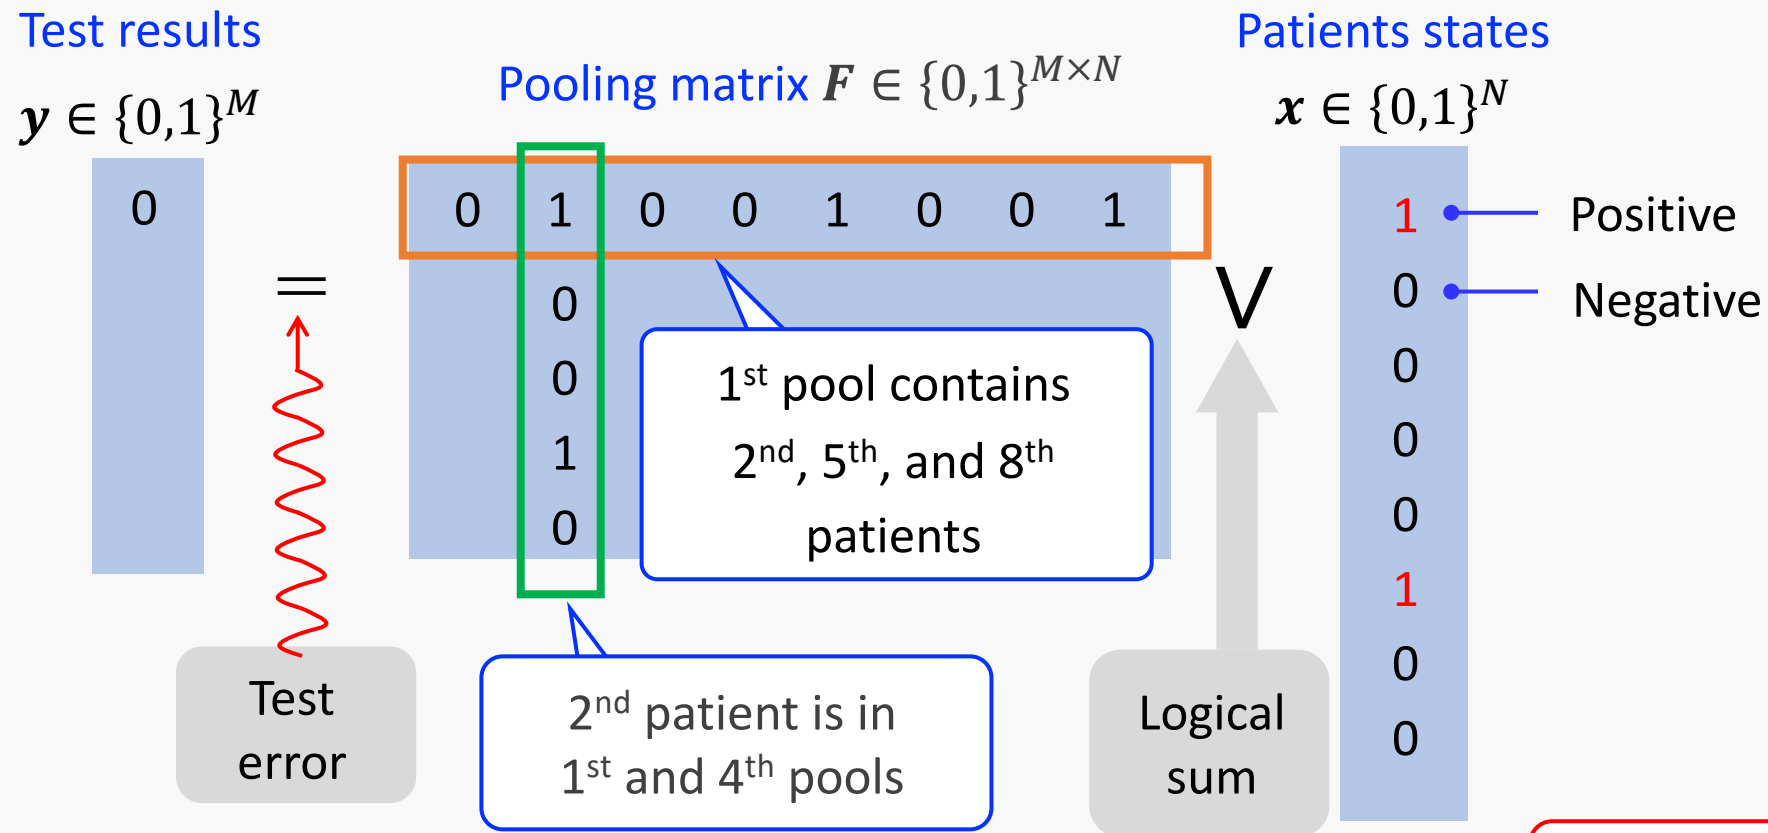 Test results
y ∈ {0,1}^M
Pooling matrix F ∈ {0,1}^{M×N}
Patients states
x ∈ {0,1}^N
0
=
0 1 0 0 1 0 0 1
0
0
1
0
∨
1
0
0
0
0
1
0
0
Positive
Negative
1st pool contains
2nd, 5th, and 8th
patients
2nd patient is in
1st and 4th pools
Test
error
Logical
sum